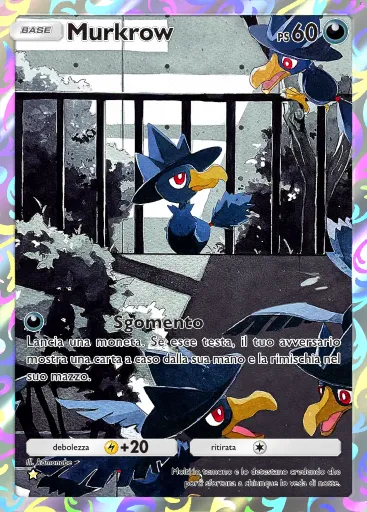 BASE Murkrow PS 60
Sgomento
Lancia una moneta. Se esce testa, il tuo avversario
mostra una carta a caso dalla sua mano e la rimischia nel
suo mazzo.
debolezza +20 ritirata
Ill. komonobo
Molti lo temono e lo detestano credendo che
porti sfortuna a chiunque lo veda di notte.